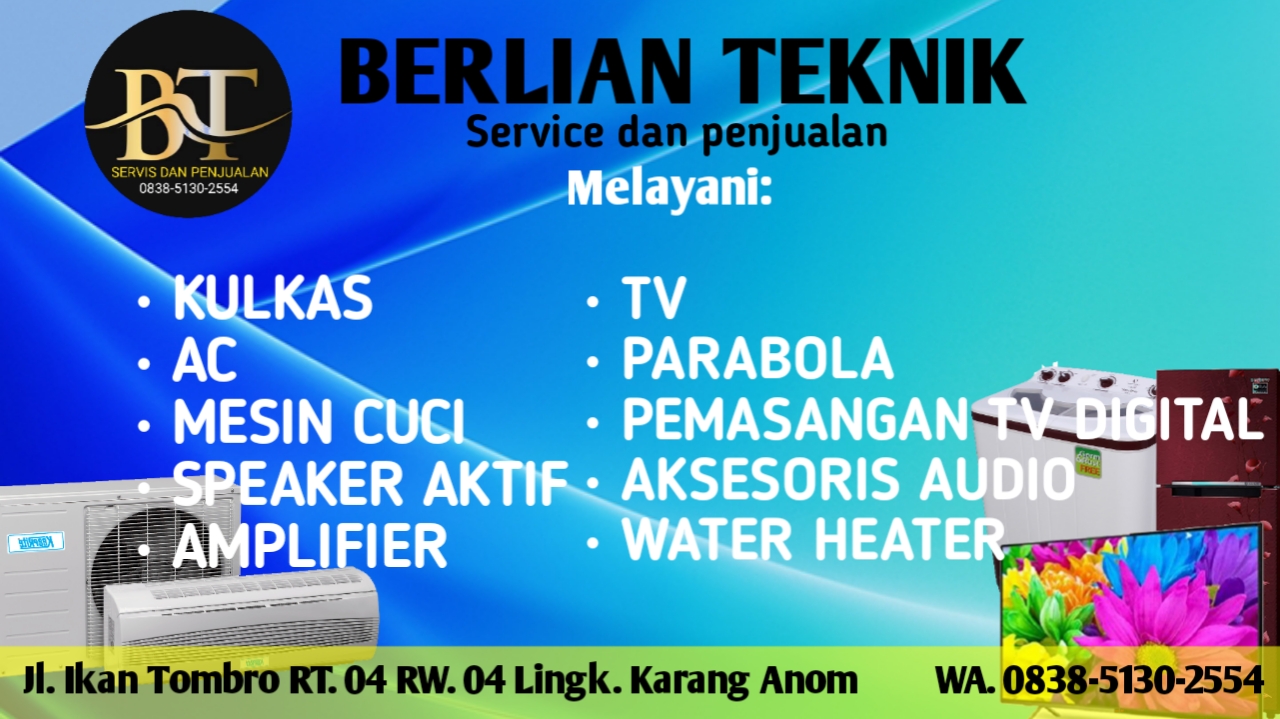 BT
SERVIS DAN PENJUALAN
0838-5130-2554
BERLIAN TEKNIK
Service dan penjualan
Melayani:
• KULKAS
• AC
• MESIN CUCI
• SPEAKER AKTIF
• AMPLIFIER
• TV
• PARABOLA
• PEMASANGAN TV DIGITAL
• AKSESORIS AUDIO
• WATER HEATER
Jl. Ikan Tombro RT. 04 RW. 04 Lingk. Karang Anom
WA. 0838-5130-2554